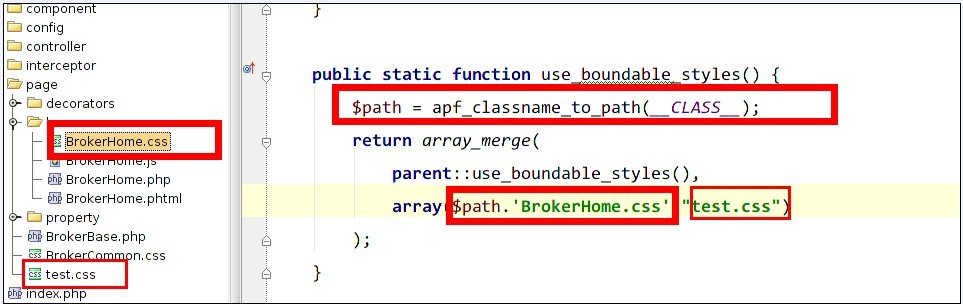 component
config
controller
interceptor
page
decorators
BrokerHome.css
BrokerHome.js
BrokerHome.php
BrokerHome.phtml
property
BrokerBase.php
BrokerCommon.css
test.css
index.php
}
public static function use_boundable_styles() {
$path = apf_classname_to_path(__CLASS__);
return array_merge(
parent::use_boundable_styles(),
array($path.'BrokerHome.css' "test.css")
);
}